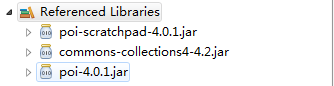 Referenced Libraries
poi-scratchpad-4.0.1.jar
commons-collections4-4.2.jar
poi-4.0.1.jar